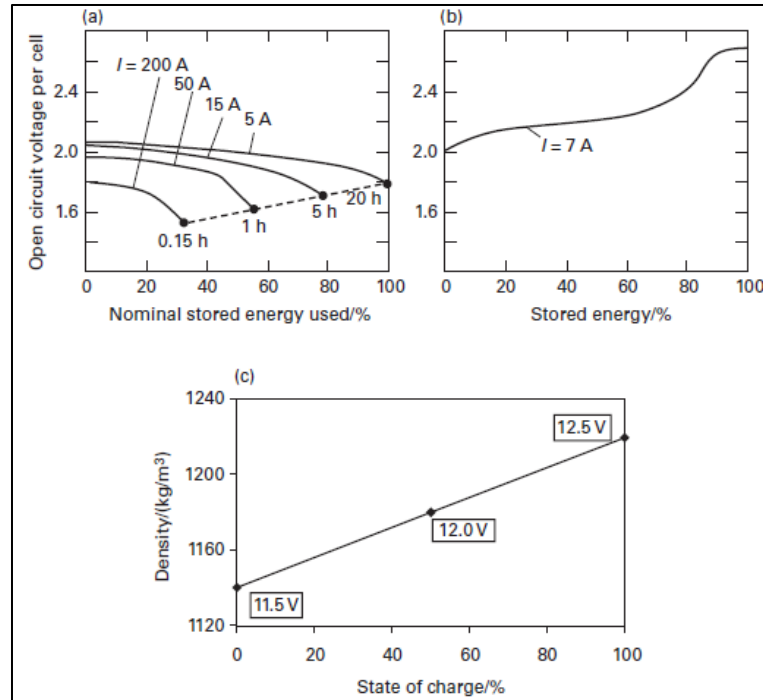 (a)
Open circuit voltage per cell
2.4
2.0
1.6
I = 200 A
50 A
15 A
5 A
0.15 h
1 h
5 h
20 h
0 20 40 60 80 100
Nominal stored energy used/%
(b)
2.4
2.0
1.6
I = 7 A
0 20 40 60 80 100
Stored energy/%
(c)
Density/(kg/m³)
1240
1200
1160
1120
12.5 V
12.0 V
11.5 V
0 20 40 60 80 100
State of charge/%